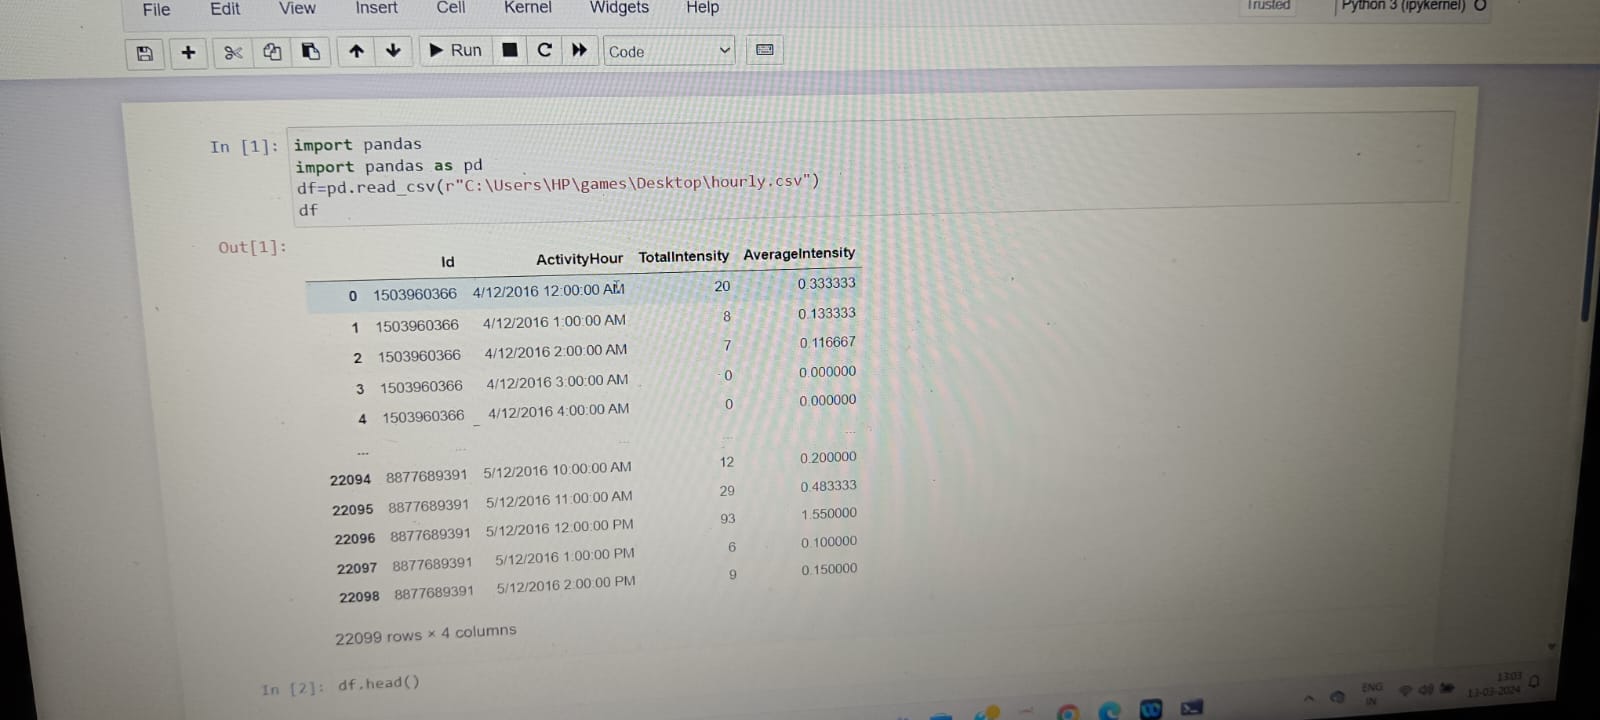 File Edit View Insert Cell Kernel Widgets Help Trusted Python 3 (ipykernel)
Run Code
In [1]: import pandas
import pandas as pd
df=pd.read_csv(r"C:\Users\HP\games\Desktop\hourly.csv")
df
Out[1]:
Id ActivityHour TotalIntensity AverageIntensity
0 1503960366 4/12/2016 12:00:00 AM 20 0.333333
1 1503960366 4/12/2016 1:00:00 AM 8 0.133333
2 1503960366 4/12/2016 2:00:00 AM 7 0.116667
3 1503960366 4/12/2016 3:00:00 AM 0 0.000000
4 1503960366 4/12/2016 4:00:00 AM 0 0.000000
... ... ... ... ...
22094 8877689391 5/12/2016 10:00:00 AM 12 0.200000
22095 8877689391 5/12/2016 11:00:00 AM 29 0.483333
22096 8877689391 5/12/2016 12:00:00 PM 93 1.550000
22097 8877689391 5/12/2016 1:00:00 PM 6 0.100000
22098 8877689391 5/12/2016 2:00:00 PM 9 0.150000
22099 rows × 4 columns
In [2]: df.head()
ENG 13:03
IN 13-03-2024